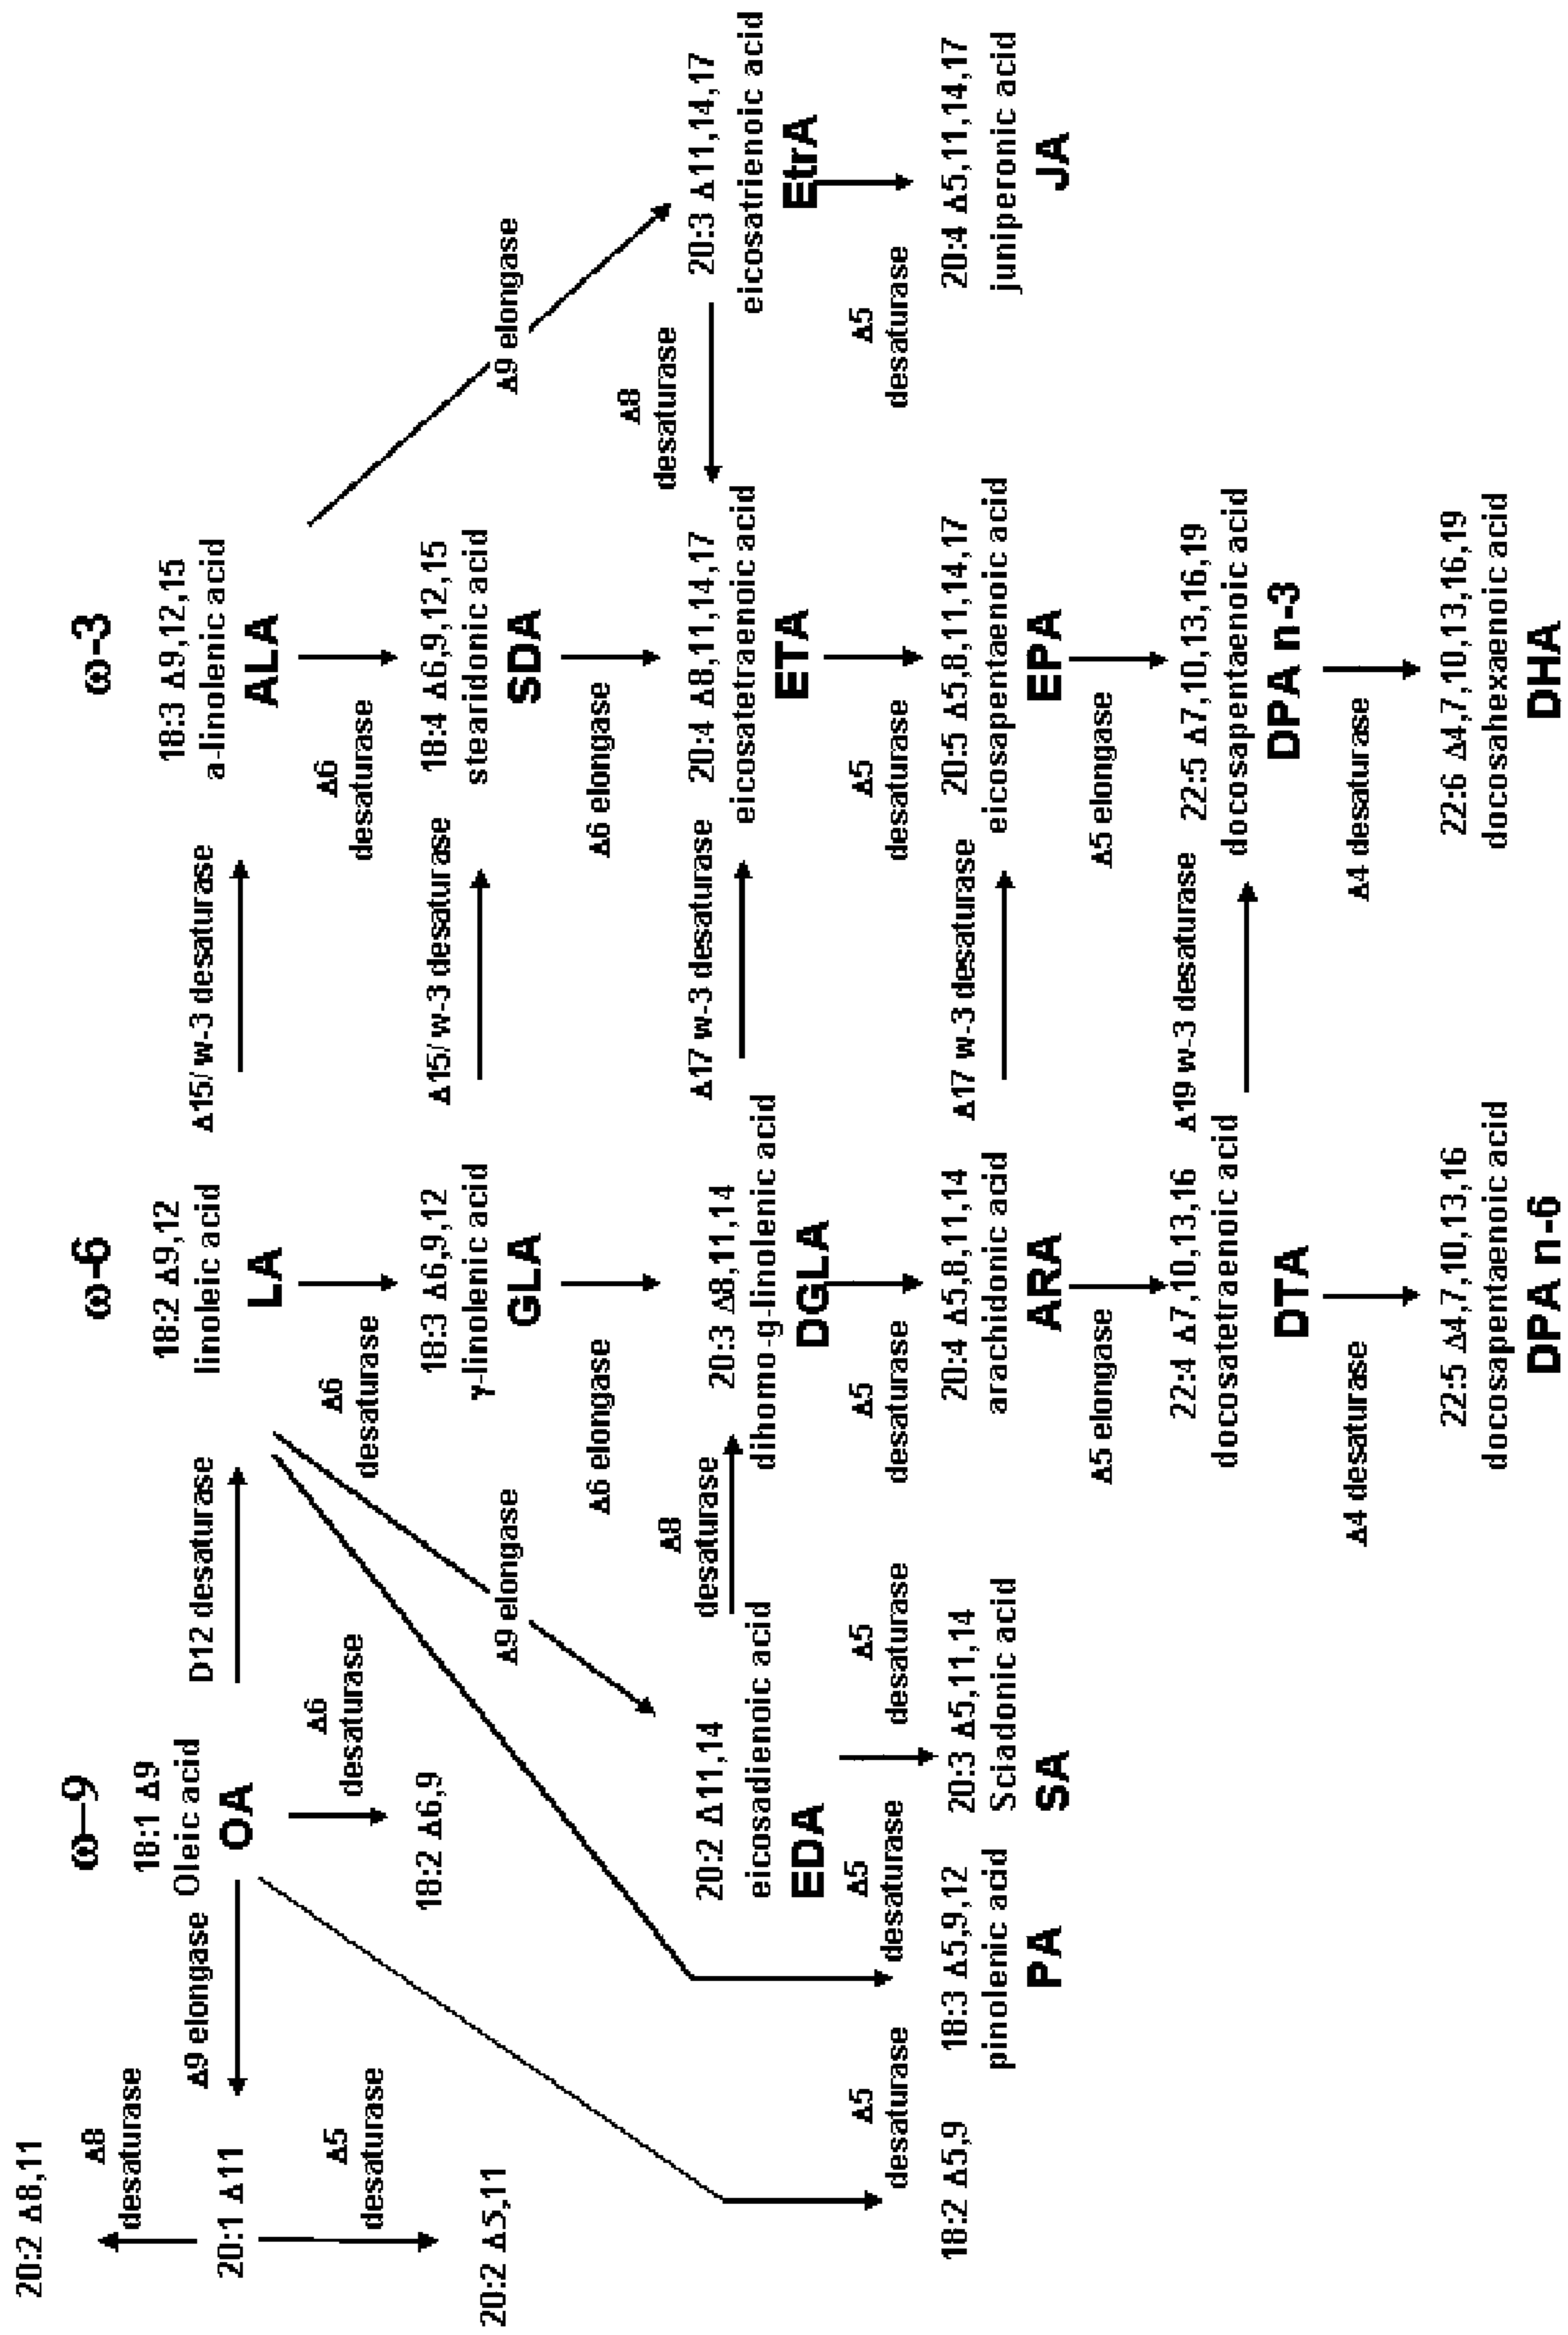 ω–9
ω-6
ω-3
20:2 Δ8,11
Δ8
desaturase
20:1 Δ11
Δ5
desaturase
20:2 Δ5,11
Δ9 elongase
18:1 Δ9
Oleic acid
OA
Δ6
desaturase
18:2 Δ6,9
D12 desaturase
18:2 Δ9,12
linoleic acid
LA
Δ15/ w-3 desaturase
18:3 Δ9,12,15
a-linolenic acid
ALA
Δ6
desaturase
Δ6
desaturase
Δ9 elongase
Δ9 elongase
18:3 Δ6,9,12
γ-linolenic acid
GLA
Δ15/ w-3 desaturase
18:4 Δ6,9,12,15
stearidonic acid
SDA
Δ6 elongase
Δ6 elongase
20:2 Δ11,14
eicosadienoic acid
EDA
Δ8
desaturase
20:3 Δ8,11,14
dihomo-g-linolenic acid
DGLA
Δ17 w-3 desaturase
20:4 Δ8,11,14,17
eicosatetraenoic acid
ETA
Δ8
desaturase
20:3 Δ11,14,17
eicosatrienoic acid
EtrA
Δ5
desaturase
Δ5
desaturase
Δ5
desaturase
Δ5
desaturase
Δ5
desaturase
Δ5
desaturase
18:2 Δ5,9
18:3 Δ5,9,12
pinolenic acid
PA
20:3 Δ5,11,14
Sciadonic acid
SA
20:4 Δ5,8,11,14
arachidonic acid
ARA
Δ17 w-3 desaturase
20:5 Δ5,8,11,14,17
eicosapentaenoic acid
EPA
20:4 Δ5,11,14,17
juniperonic acid
JA
Δ5 elongase
Δ5 elongase
22:4 Δ7,10,13,16
docosatetraenoic acid
DTA
Δ19 w-3 desaturase
22:5 Δ7,10,13,16,19
docosapentaenoic acid
DPA n-3
Δ4 desaturase
Δ4 desaturase
22:5 Δ4,7,10,13,16
docosapentaenoic acid
DPA n-6
22:6 Δ4,7,10,13,16,19
docosahexaenoic acid
DHA